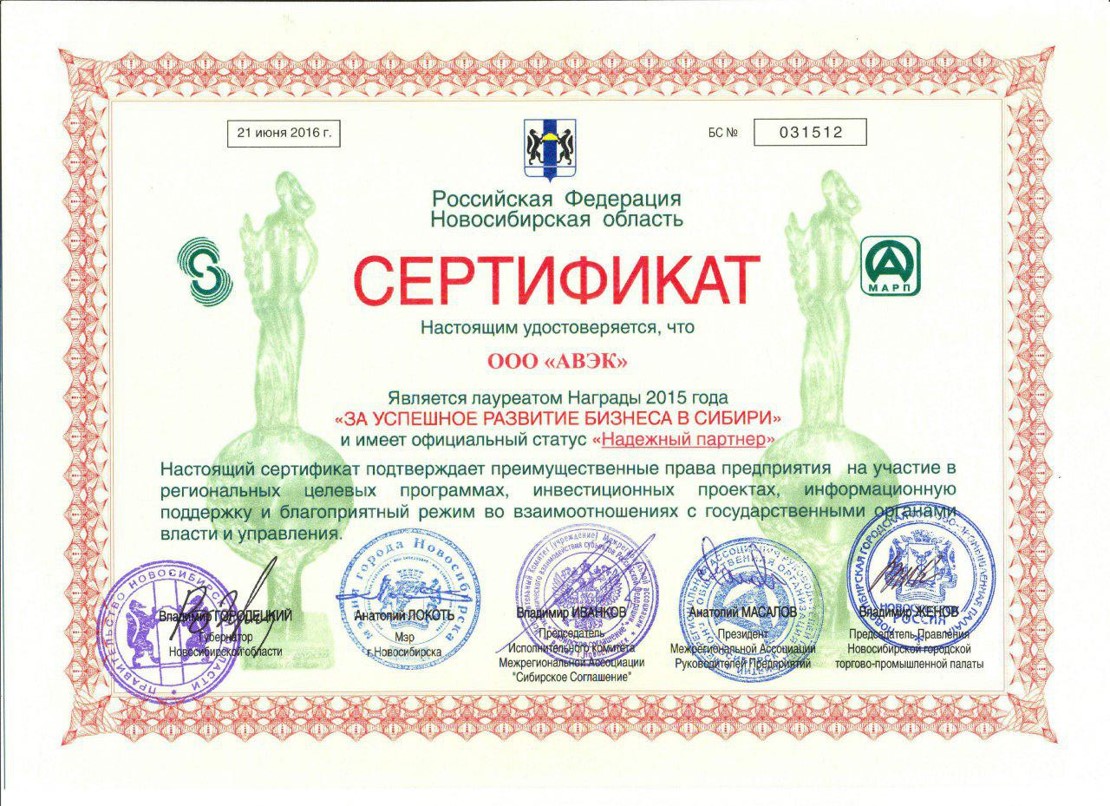 21 июня 2016 г.
БС № 031512
Российская Федерация
Новосибирская область
S
МАРП
СЕРТИФИКАТ
Настоящим удостоверяется, что
ООО «АВЭК»
Является лауреатом Награды 2015 года
«ЗА УСПЕШНОЕ РАЗВИТИЕ БИЗНЕСА В СИБИРИ»
и имеет официальный статус «Надежный партнер»
Настоящий сертификат подтверждает преимущественные права предприятия на участие в
региональных целевых программах, инвестиционных проектах, информационную
поддержку и благоприятный режим во взаимоотношениях с государственными органами
власти и управления.
Владимир ГОРОДЕЦКИЙ
Губернатор
Новосибирской области
Анатолий ЛОКОТЬ
Мэр
г.Новосибирска
Владимир ИВАНКОВ
Председатель
Исполнительного комитета
Межрегиональной Ассоциации
"Сибирское Соглашение"
Анатолий МАСАЛОВ
Президент
Межрегиональной Ассоциации
Руководителей Предприятий
Владимир ЖЕНОВ
Председатель Правления
Новосибирской городской
торгово-промышленной палаты
ПРАВИТЕЛЬСТВО НОВОСИБИРСКОЙ ОБЛАСТИ
города Новосибирска
РОССИЯ